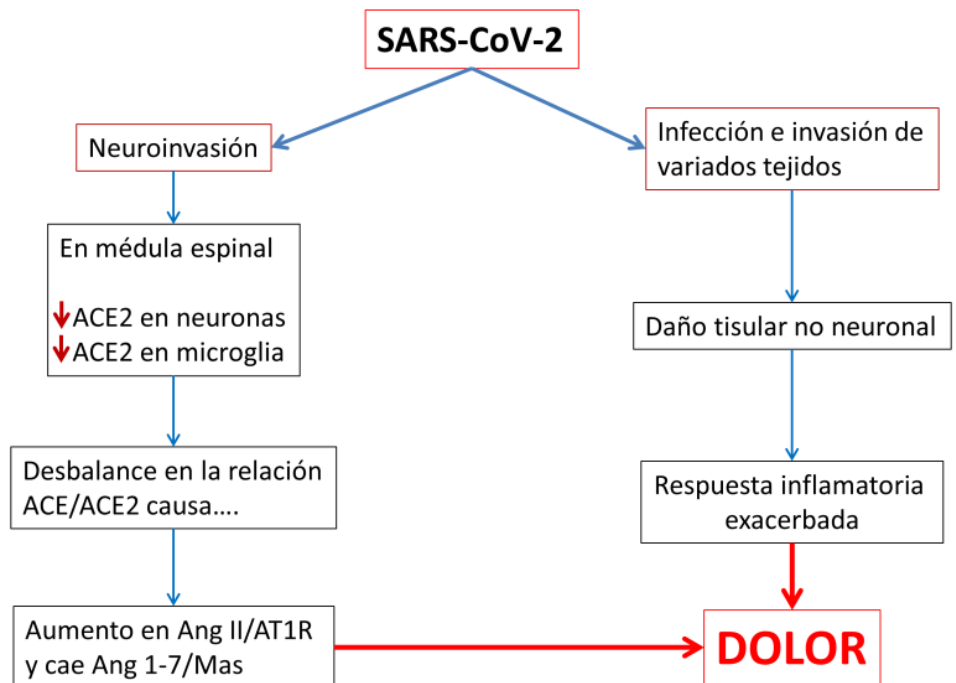 SARS-CoV-2
Neuroinvasión
En médula espinal
ACE2 en neuronas
ACE2 en microglia
Desbalance en la relación
ACE/ACE2 causa....
Aumento en Ang II/AT1R
y cae Ang 1-7/Mas
Infección e invasión de
variados tejidos
Daño tisular no neuronal
Respuesta inflamatoria
exacerbada
DOLOR